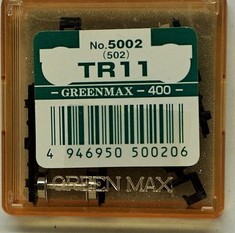 No.5002
(502)
TR11
GREENMAX - 400 -
4 946950 500206
GREEN MAX